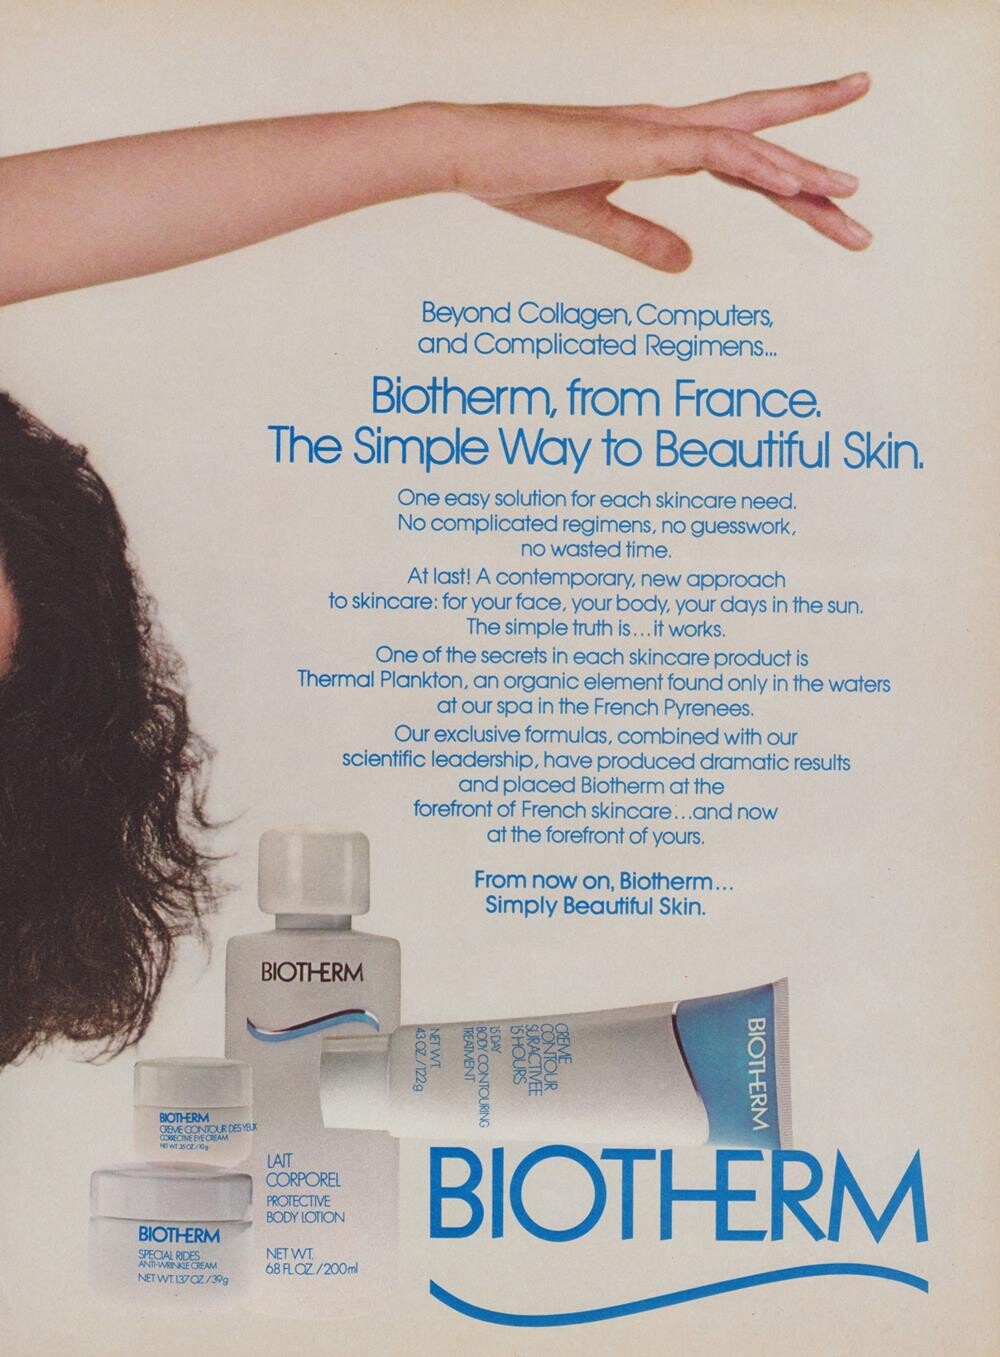 Beyond Collagen, Computers,
and Complicated Regimens...
Biotherm, from France.
The Simple Way to Beautiful Skin.
One easy solution for each skincare need.
No complicated regimens, no guesswork,
no wasted time.
At last! A contemporary, new approach
to skincare: for your face, your body, your days in the sun.
The simple truth is...it works.
One of the secrets in each skincare product is
Thermal Plankton, an organic element found only in the waters
at our spa in the French Pyrenees.
Our exclusive formulas, combined with our
scientific leadership, have produced dramatic results
and placed Biotherm at the
forefront of French skincare...and now
at the forefront of yours.
From now on, Biotherm...
Simply Beautiful Skin.
BIOTHERM
LAIT
CORPOREL
PROTECTIVE
BODY LOTION
NET WT.
6.8 FL OZ./200ml
BIOTHERM
CREME
CONTOUR
SURACTIVEE
15 HOURS
15 DAY
BODY CONTOURING
TREATMENT
NET WT.
4.3 OZ./122g
BIOTHERM
CREME CONTOUR DES YEUX
CORRECTIVE EYE CREAM
NET WT. .35 OZ./10g
BIOTHERM
SPECIAL RIDES
ANTI-WRINKLE CREAM
NET WT. 1.37 OZ./39g
BIOTHERM